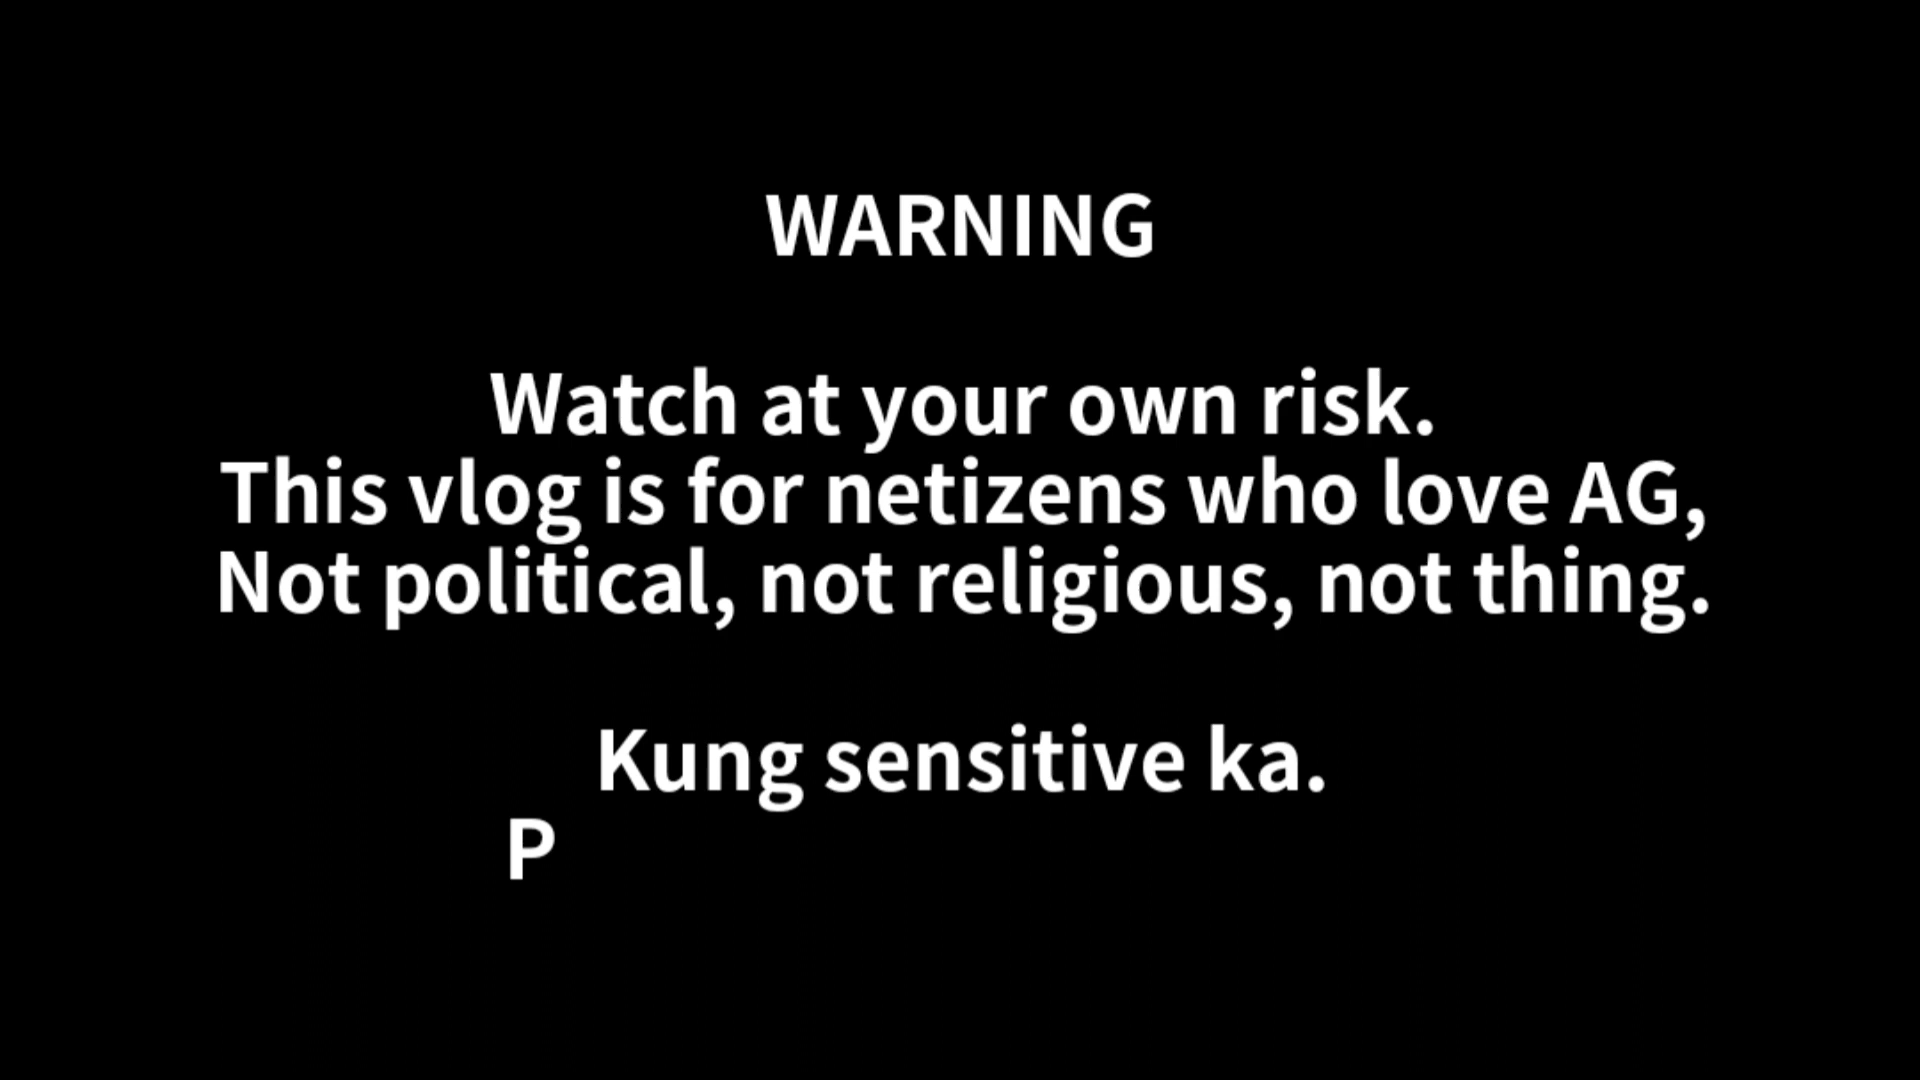 WARNING
Watch at your own risk.
This vlog is for netizens who love AG,
Not political, not religious, not thing.
Kung sensitive ka.
P